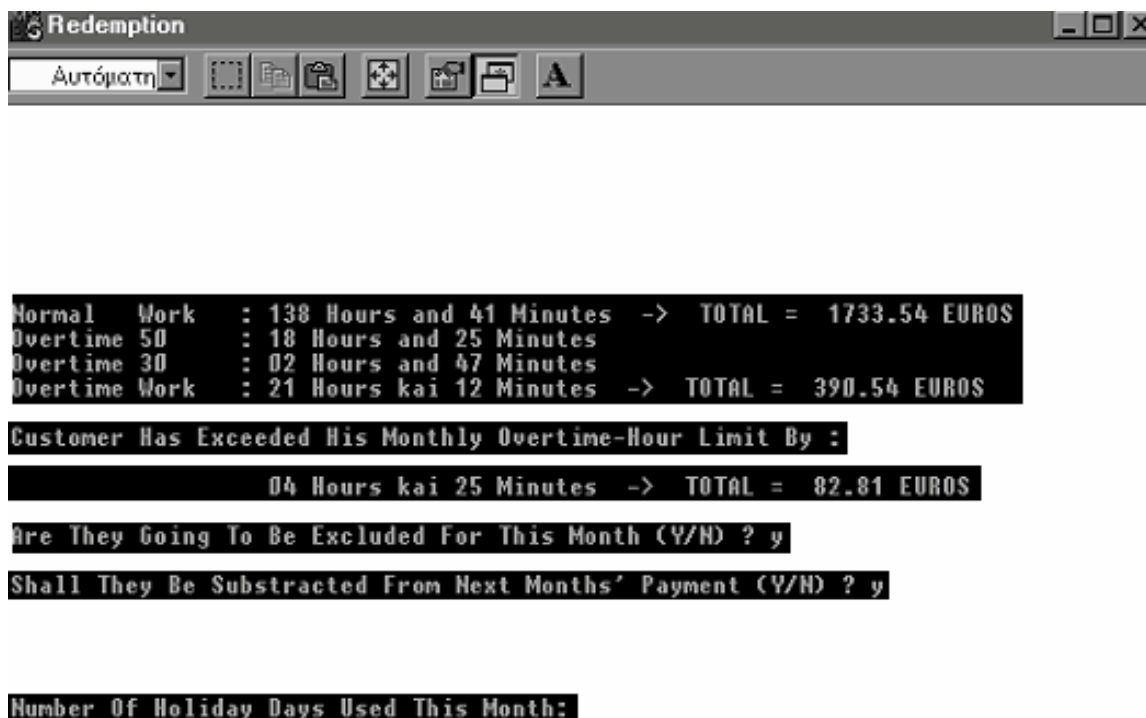 Redemption
Αυτόματη
A
Normal Work : 138 Hours and 41 Minutes -> TOTAL = 1733.54 EUROS
Overtime 50 : 18 Hours and 25 Minutes
Overtime 30 : 02 Hours and 47 Minutes
Overtime Work : 21 Hours kai 12 Minutes -> TOTAL = 390.54 EUROS
Customer Has Exceeded His Monthly Overtime-Hour Limit By :
04 Hours kai 25 Minutes -> TOTAL = 82.81 EUROS
Are They Going To Be Excluded For This Month (Y/N) ? y
Shall They Be Substracted From Next Months' Payment (Y/N) ? y
Number Of Holiday Days Used This Month: